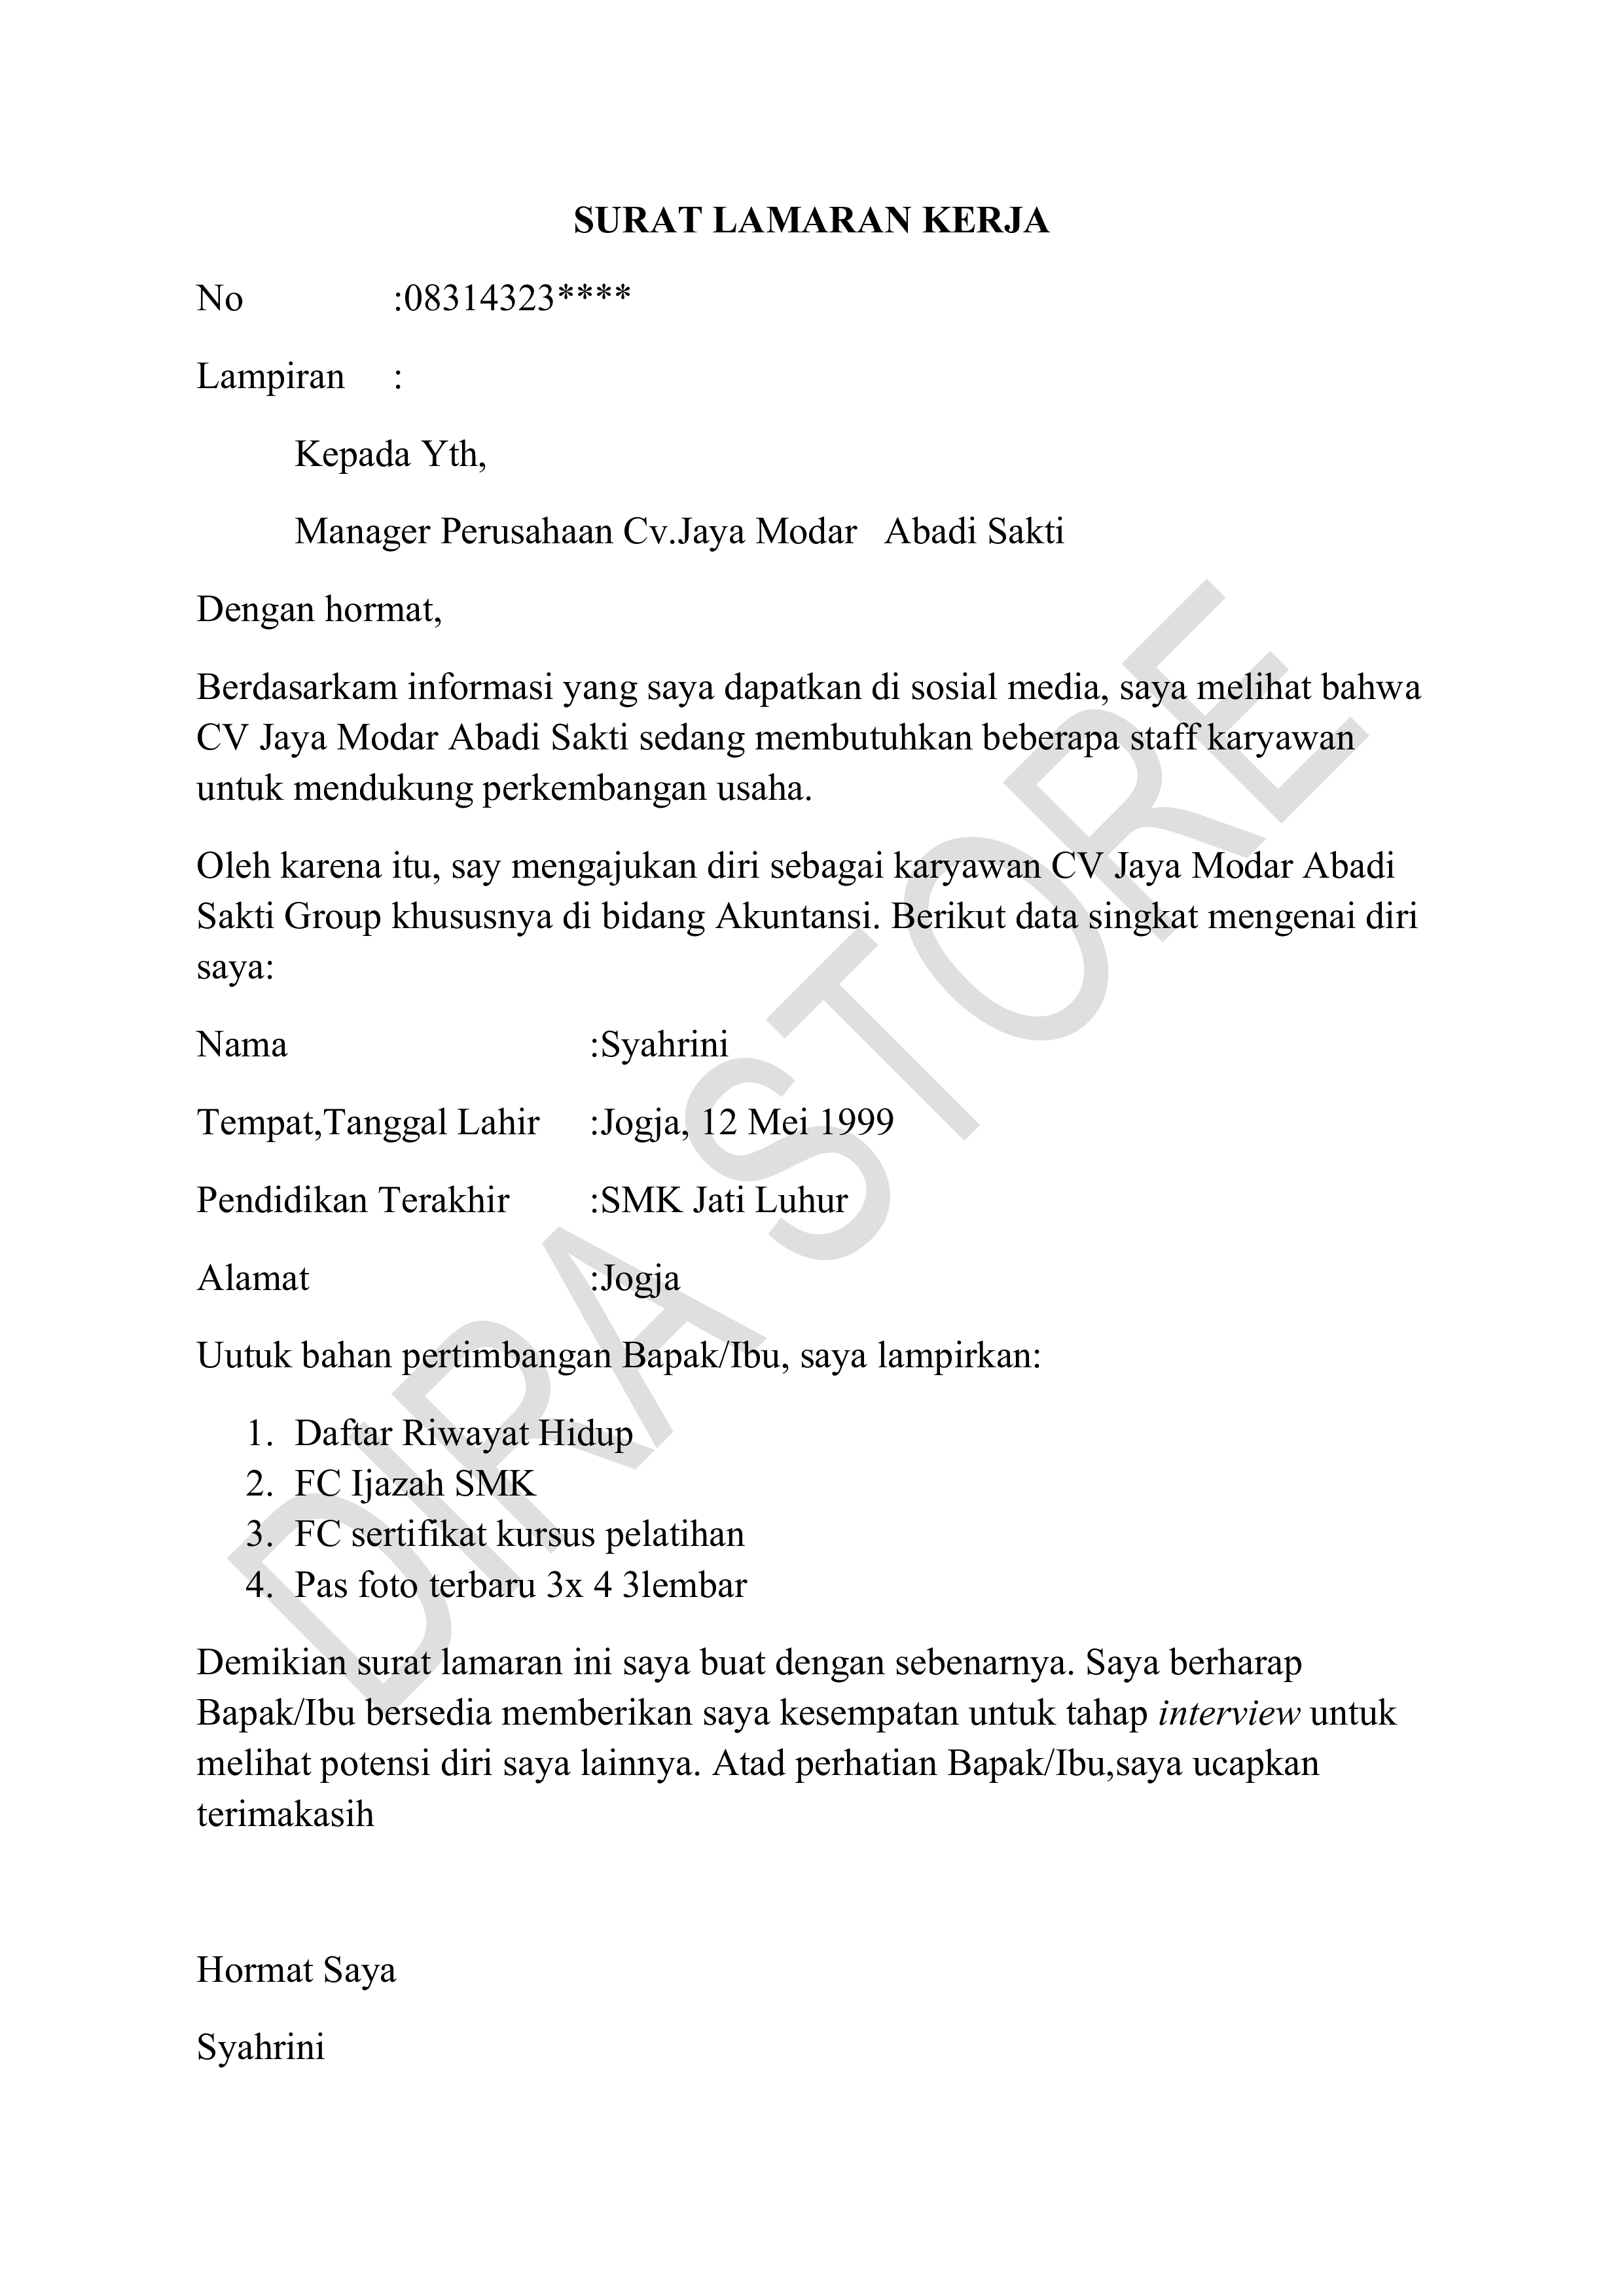 SURAT LAMARAN KERJA
No :08314323****
Lampiran :
Kepada Yth,
Manager Perusahaan Cv.Jaya Modar Abadi Sakti
Dengan hormat,
Berdasarkam informasi yang saya dapatkan di sosial media, saya melihat bahwa
CV Jaya Modar Abadi Sakti sedang membutuhkan beberapa staff karyawan
untuk mendukung perkembangan usaha.
Oleh karena itu, say mengajukan diri sebagai karyawan CV Jaya Modar Abadi
Sakti Group khususnya di bidang Akuntansi. Berikut data singkat mengenai diri
saya:
Nama :Syahrini
Tempat,Tanggal Lahir :Jogja, 12 Mei 1999
Pendidikan Terakhir :SMK Jati Luhur
Alamat :Jogja
Uutuk bahan pertimbangan Bapak/Ibu, saya lampirkan:
1. Daftar Riwayat Hidup
2. FC Ijazah SMK
3. FC sertifikat kursus pelatihan
4. Pas foto terbaru 3x 4 3lembar
Demikian surat lamaran ini saya buat dengan sebenarnya. Saya berharap
Bapak/Ibu bersedia memberikan saya kesempatan untuk tahap interview untuk
melihat potensi diri saya lainnya. Atad perhatian Bapak/Ibu,saya ucapkan
terimakasih
Hormat Saya
Syahrini
DIRA STORE